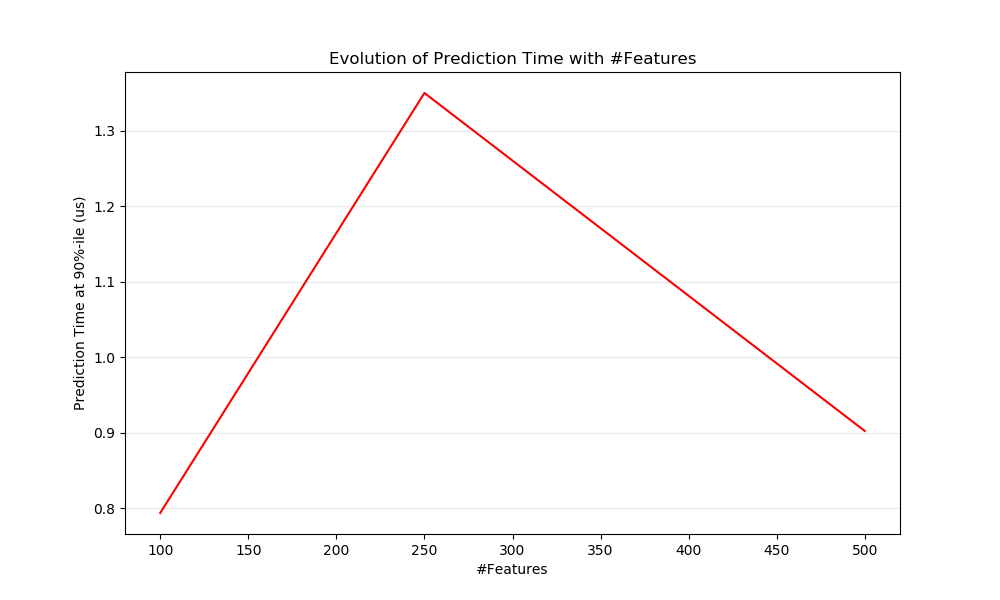 Evolution of Prediction Time with #Features
Prediction Time at 90%-ile (us)
1.3
1.2
1.1
1.0
0.9
0.8
100 150 200 250 300 350 400 450 500
#Features